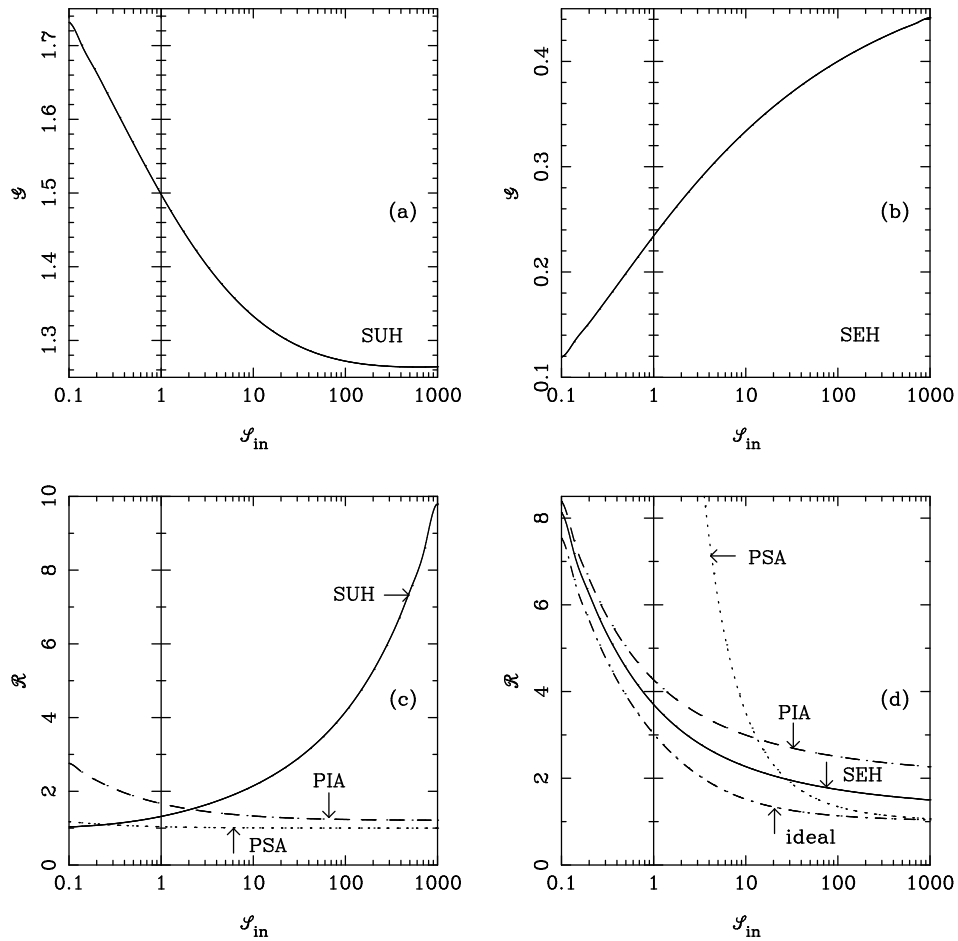 1.7
1.6
1.5
1.4
1.3
𝒢
(a)
SUH
0.1 1 10 100 1000
𝒮in
0.4
0.3
0.2
0.1
𝒢
(b)
SEH
0.1 1 10 100 1000
𝒮in
10
8
6
4
2
0
ℛ
SUH
(c)
PIA
PSA
0.1 1 10 100 1000
𝒮in
8
6
4
2
0
ℛ
PSA
(d)
PIA
SEH
ideal
0.1 1 10 100 1000
𝒮in